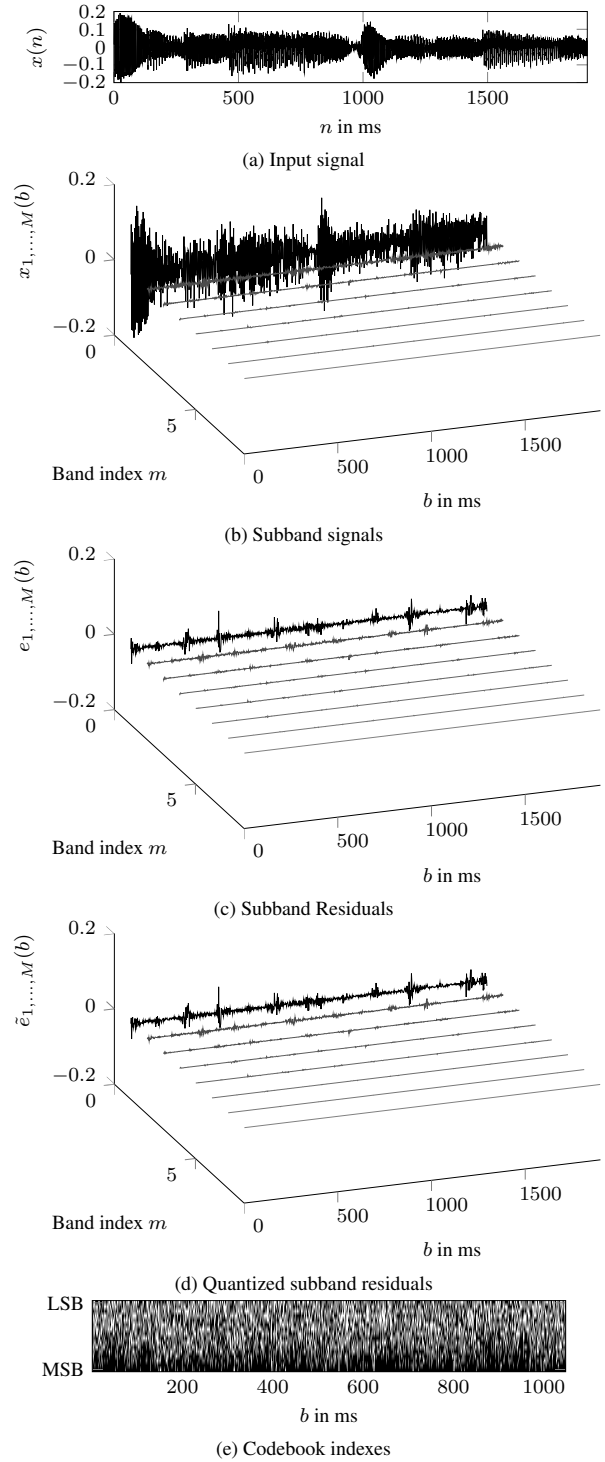 0.2
0.1
0
−0.1
−0.2
x(n)
0 500 1000 1500
n in ms
(a) Input signal
0.2
0
−0.2
x1,...,M(b)
0
5
Band index m
0 500 1000 1500
b in ms
(b) Subband signals
0.2
0
−0.2
e1,...,M(b)
0
5
Band index m
0 500 1000 1500
b in ms
(c) Subband Residuals
0.2
0
−0.2
ẽ1,...,M(b)
0
5
Band index m
0 500 1000 1500
b in ms
(d) Quantized subband residuals
LSB
MSB
200 400 600 800 1000
b in ms
(e) Codebook indexes